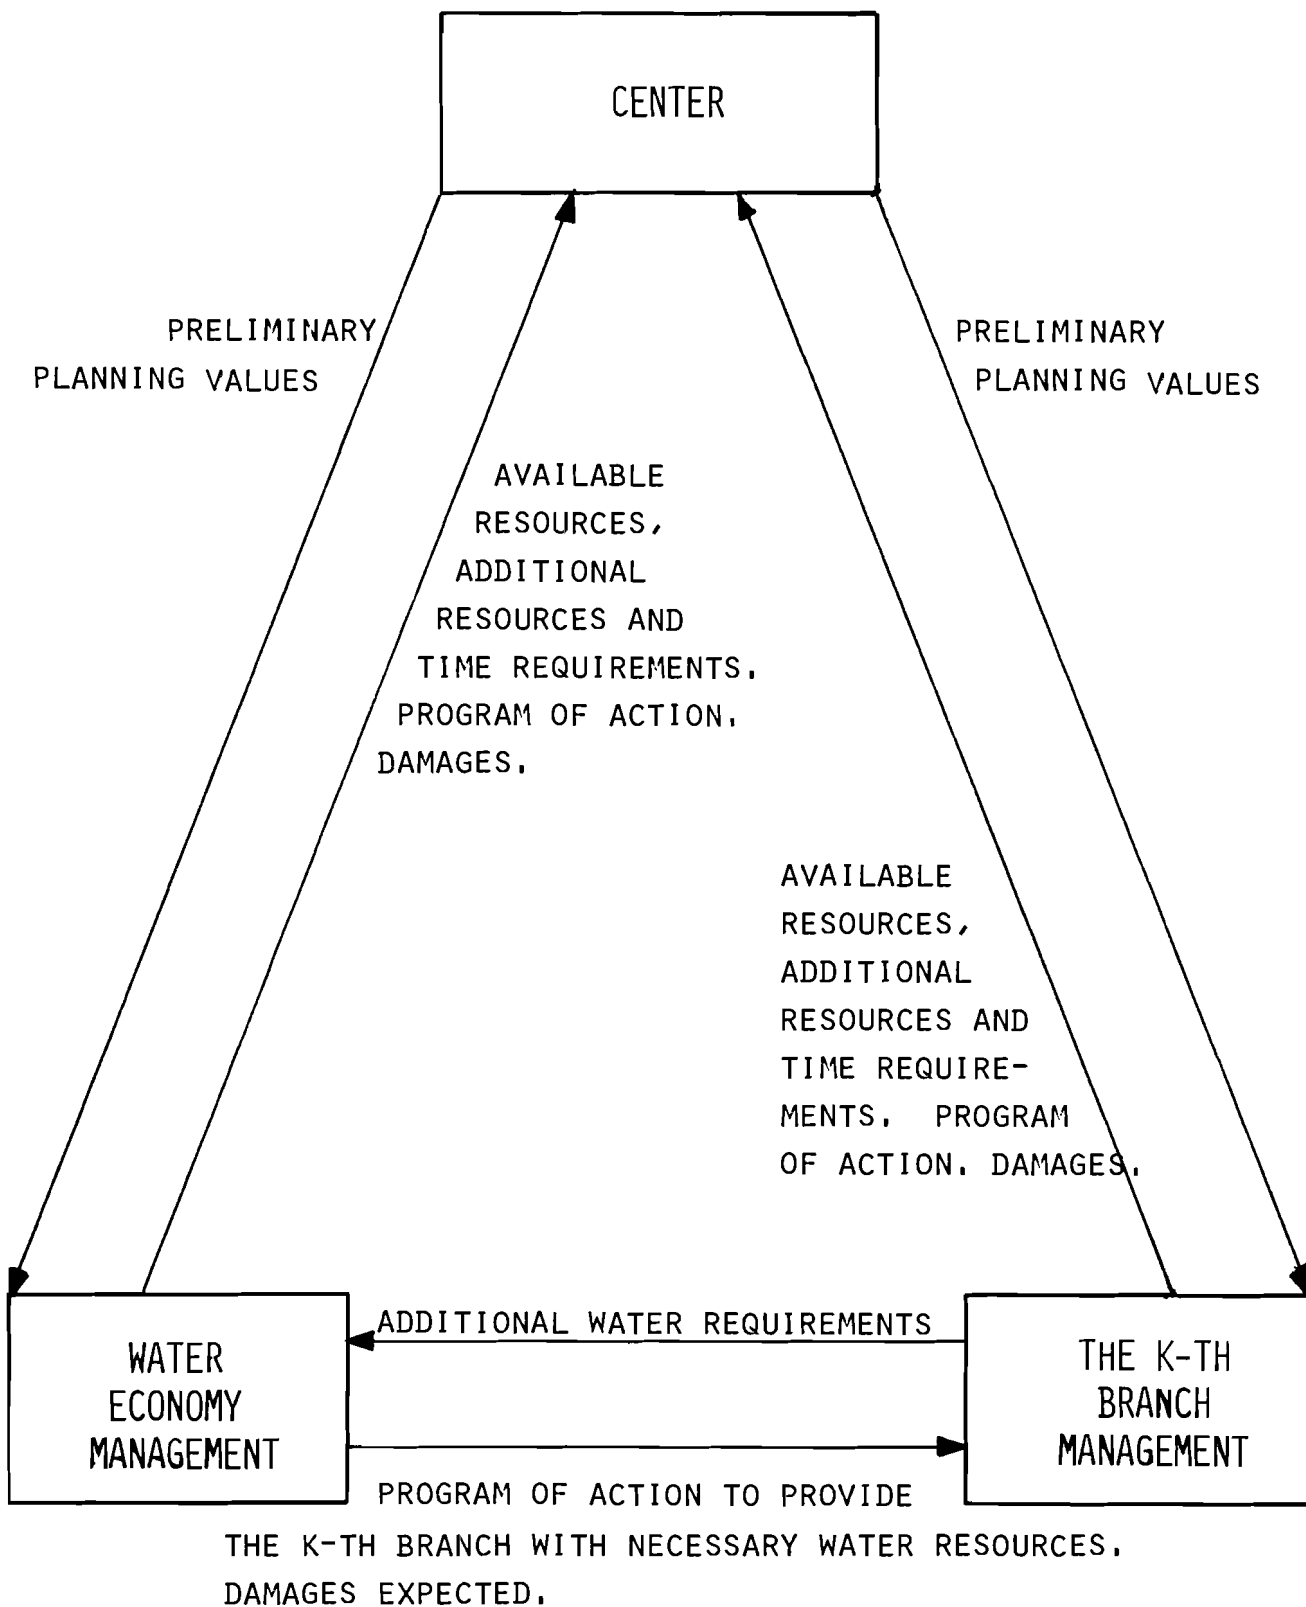 CENTER
PRELIMINARY
PLANNING VALUES
PRELIMINARY
PLANNING VALUES
AVAILABLE
RESOURCES,
ADDITIONAL
RESOURCES AND
TIME REQUIREMENTS.
PROGRAM OF ACTION.
DAMAGES.
AVAILABLE
RESOURCES,
ADDITIONAL
RESOURCES AND
TIME REQUIRE-
MENTS. PROGRAM
OF ACTION. DAMAGES.
ADDITIONAL WATER REQUIREMENTS
WATER
ECONOMY
MANAGEMENT
THE K-TH
BRANCH
MANAGEMENT
PROGRAM OF ACTION TO PROVIDE
THE K-TH BRANCH WITH NECESSARY WATER RESOURCES.
DAMAGES EXPECTED.